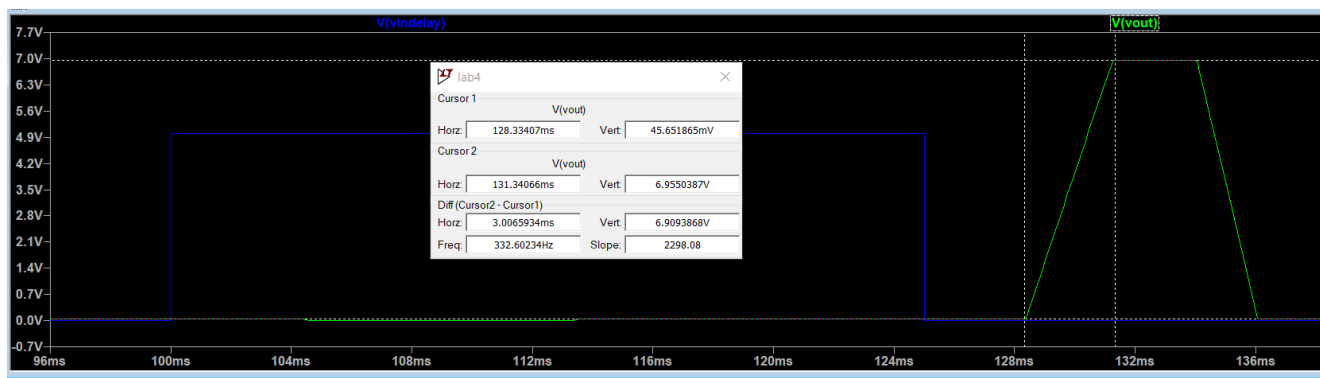 V(vindelay) V(vout)
7.7V
7.0V
6.3V
5.6V
4.9V
4.2V
3.5V
2.8V
2.1V
1.4V
0.7V
0.0V
-0.7V
lab4
Cursor 1
V(vout)
Horz: 128.33407ms Vert: 45.651865mV
Cursor 2
V(vout)
Horz: 131.34066ms Vert: 6.9550387V
Diff (Cursor2 - Cursor1)
Horz: 3.0065934ms Vert: 6.9093868V
Freq: 332.60234Hz Slope: 2298.08
96ms 100ms 104ms 108ms 112ms 116ms 120ms 124ms 128ms 132ms 136ms